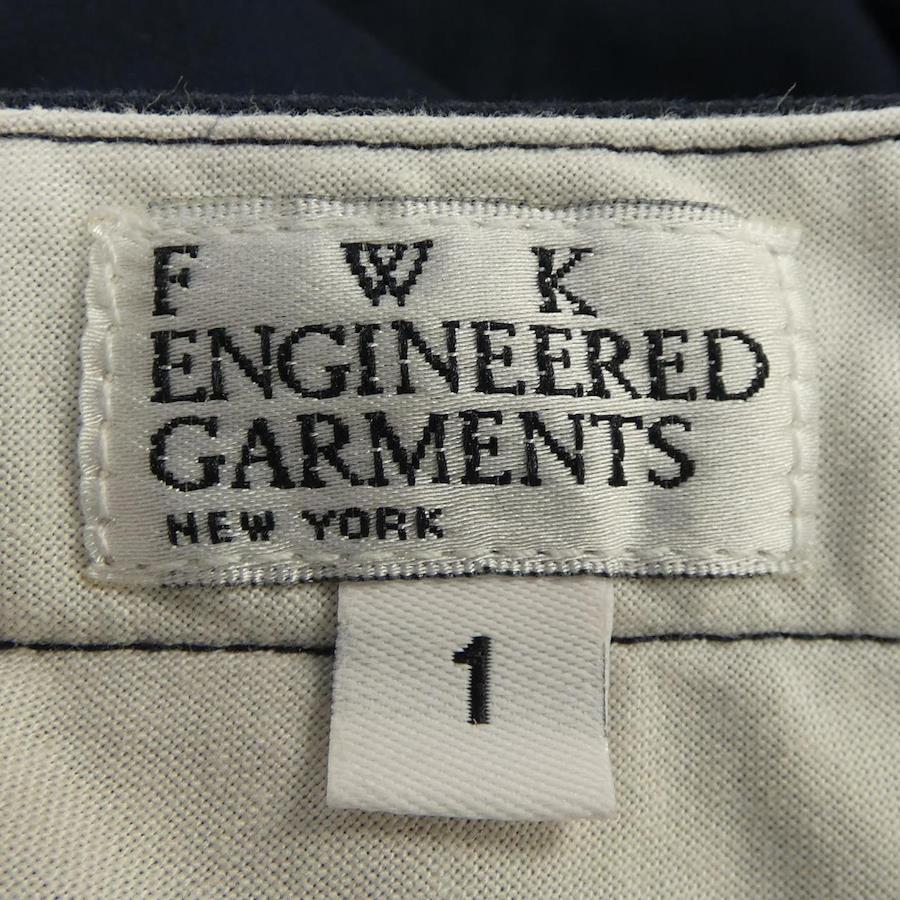 F W K
ENGINEERED
GARMENTS
NEW YORK
1